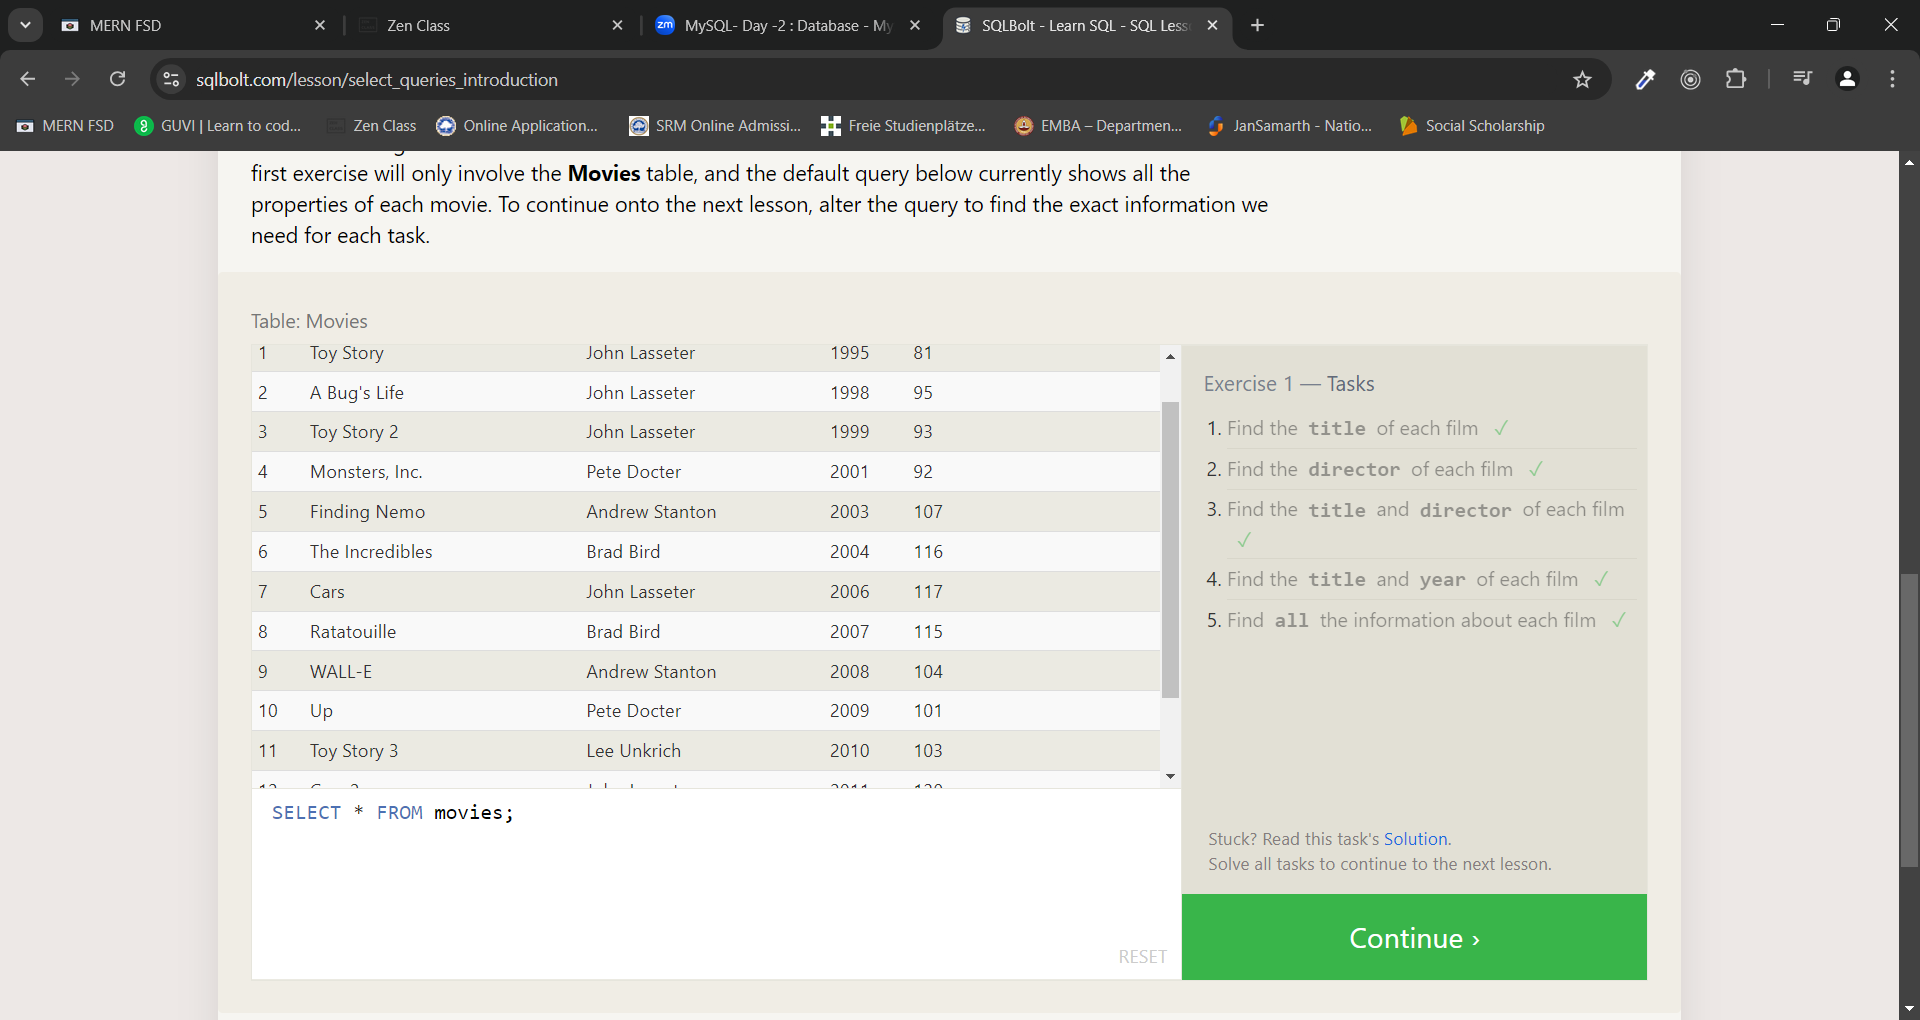 MERN FSD
Zen Class
MySQL- Day -2 : Database - My
SQLBolt - Learn SQL - SQL Less
sqlbolt.com/lesson/select_queries_introduction
MERN FSD
GUVI | Learn to cod...
Zen Class
Online Application...
SRM Online Admissi...
Freie Studienplätze...
EMBA – Departmen...
JanSamarth - Natio...
Social Scholarship
first exercise will only involve the Movies table, and the default query below currently shows all the
properties of each movie. To continue onto the next lesson, alter the query to find the exact information we
need for each task.
Table: Movies
1 Toy Story John Lasseter 1995 81
2 A Bug's Life John Lasseter 1998 95
3 Toy Story 2 John Lasseter 1999 93
4 Monsters, Inc. Pete Docter 2001 92
5 Finding Nemo Andrew Stanton 2003 107
6 The Incredibles Brad Bird 2004 116
7 Cars John Lasseter 2006 117
8 Ratatouille Brad Bird 2007 115
9 WALL-E Andrew Stanton 2008 104
10 Up Pete Docter 2009 101
11 Toy Story 3 Lee Unkrich 2010 103
SELECT * FROM movies;
RESET
Exercise 1 — Tasks
1. Find the title of each film ✓
2. Find the director of each film ✓
3. Find the title and director of each film
✓
4. Find the title and year of each film ✓
5. Find all the information about each film ✓
Stuck? Read this task's Solution.
Solve all tasks to continue to the next lesson.
Continue ›